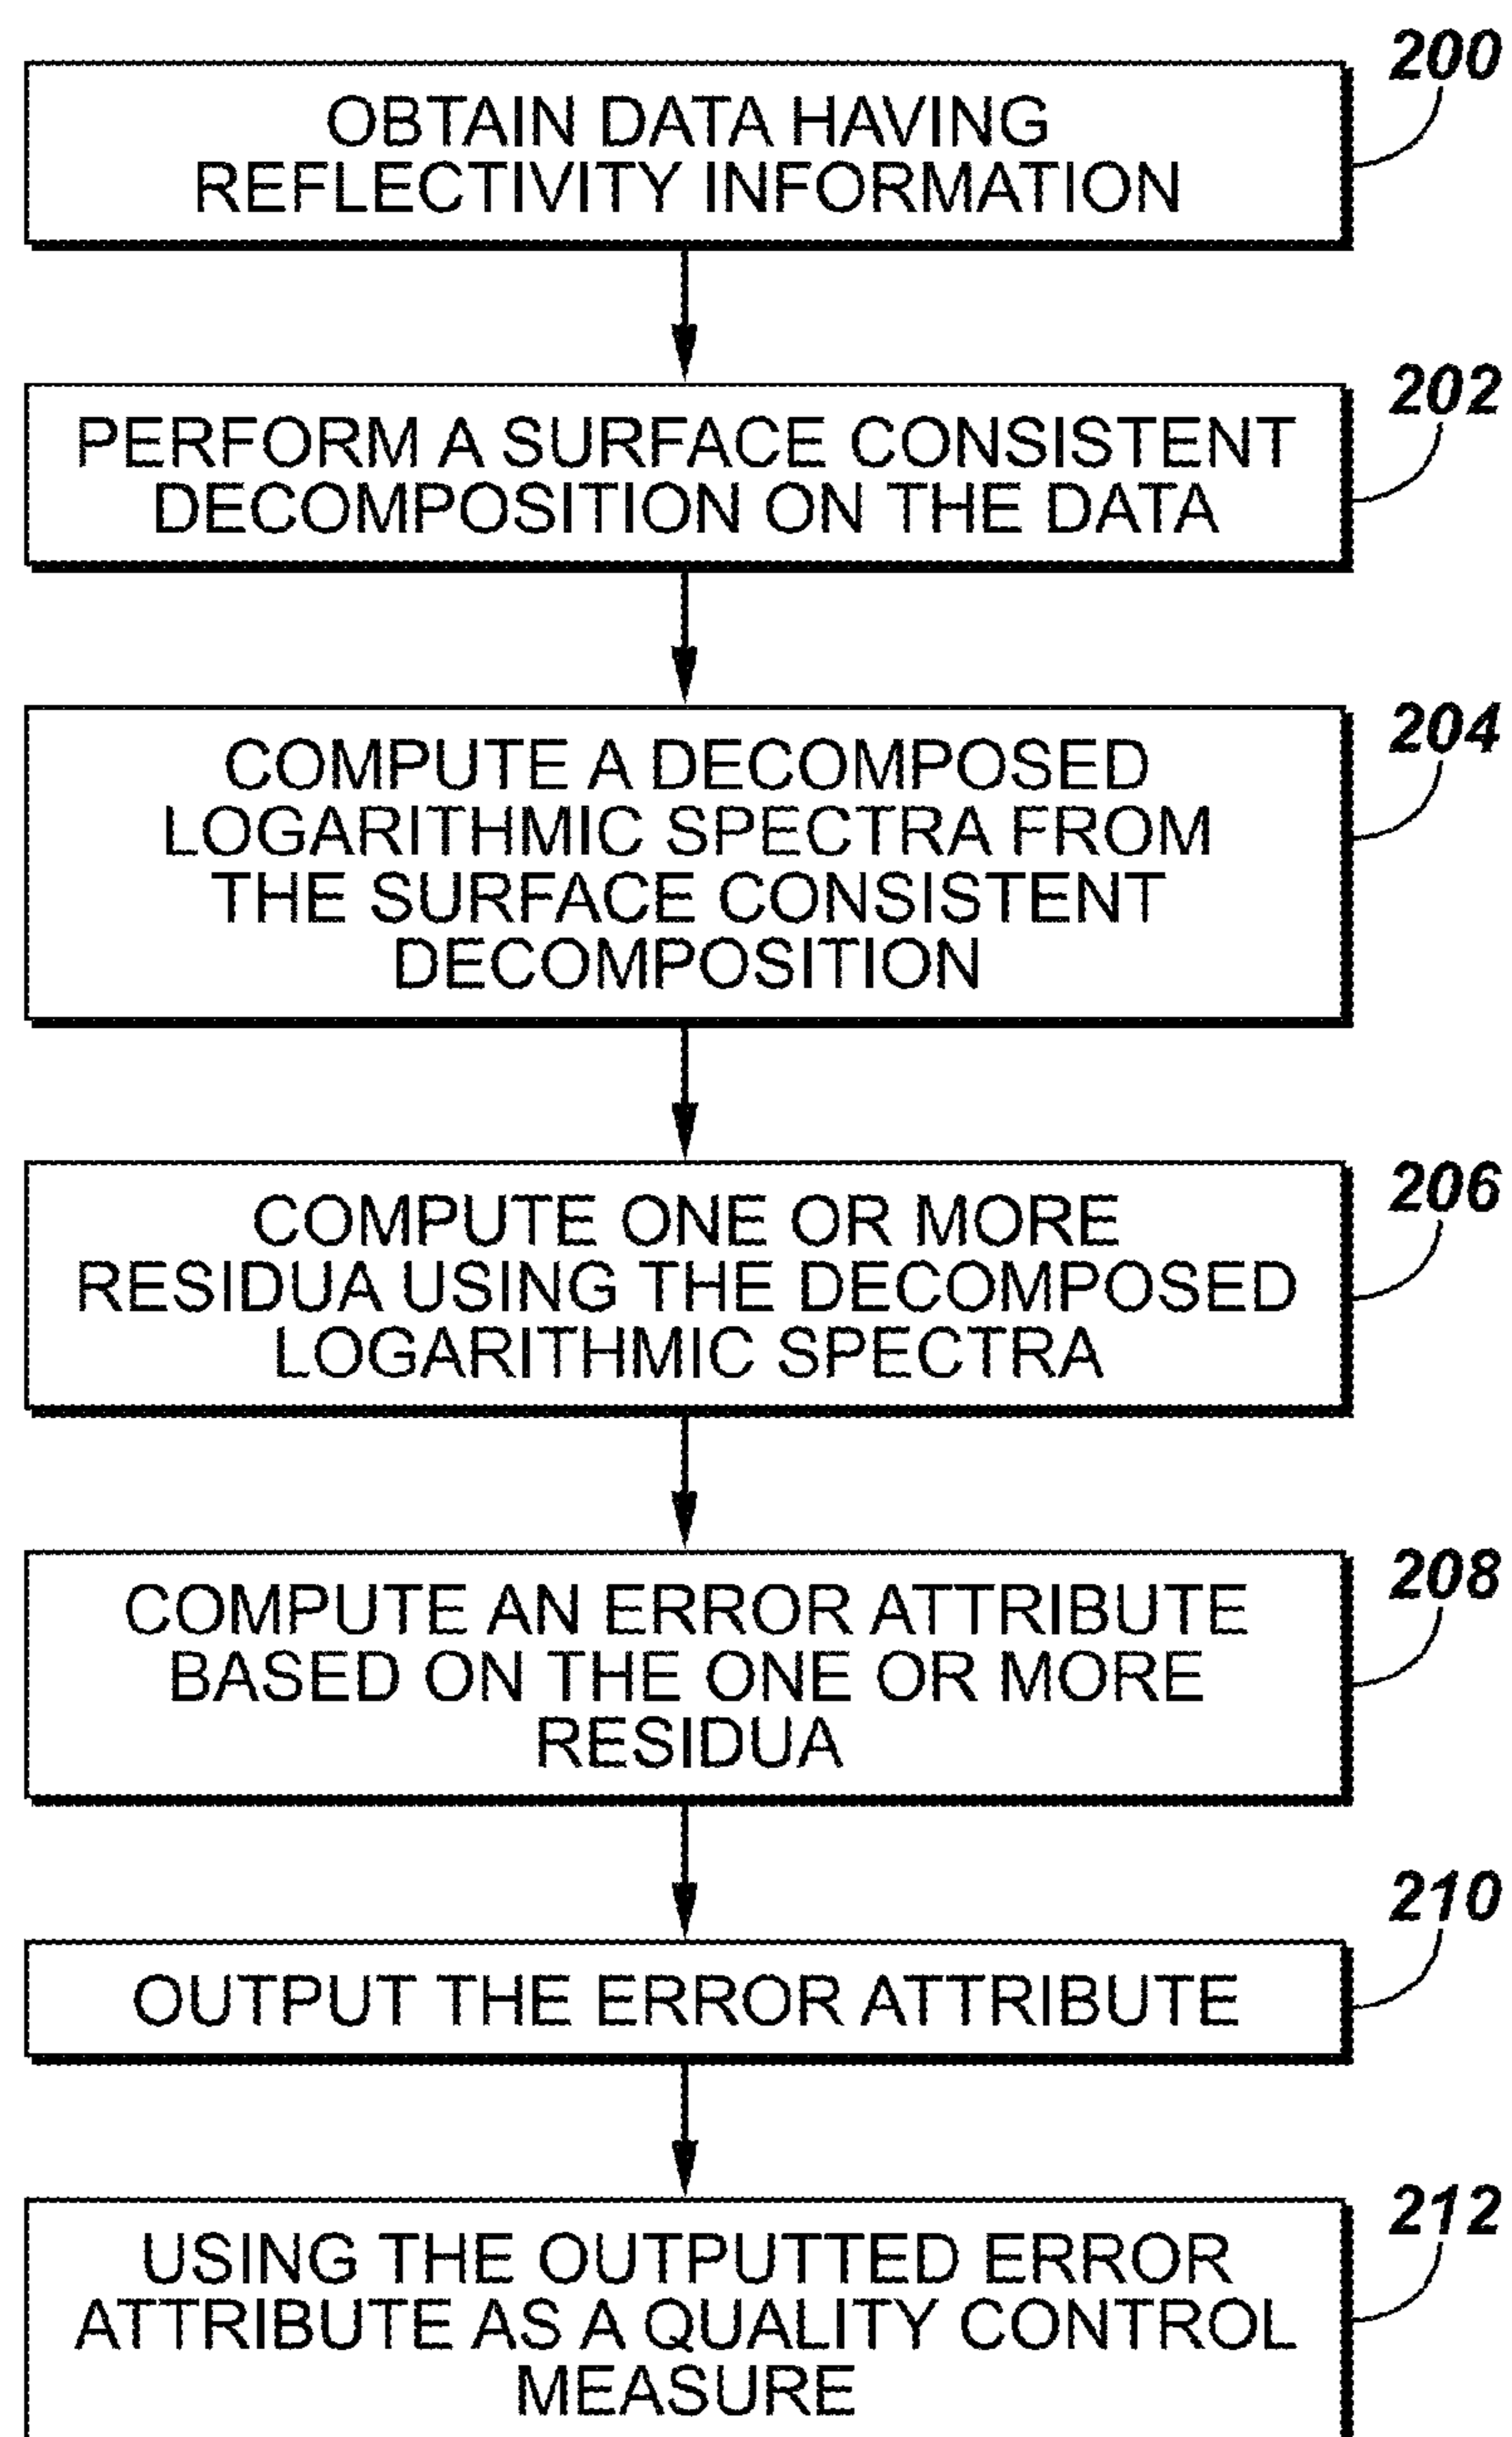 200
OBTAIN DATA HAVING
REFLECTIVITY INFORMATION
202
PERFORM A SURFACE CONSISTENT
DECOMPOSITION ON THE DATA
204
COMPUTE A DECOMPOSED
LOGARITHMIC SPECTRA FROM
THE SURFACE CONSISTENT
DECOMPOSITION
206
COMPUTE ONE OR MORE
RESIDUA USING THE DECOMPOSED
LOGARITHMIC SPECTRA
208
COMPUTE AN ERROR ATTRIBUTE
BASED ON THE ONE OR MORE
RESIDUA
210
OUTPUT THE ERROR ATTRIBUTE
212
USING THE OUTPUTTED ERROR
ATTRIBUTE AS A QUALITY CONTROL
MEASURE